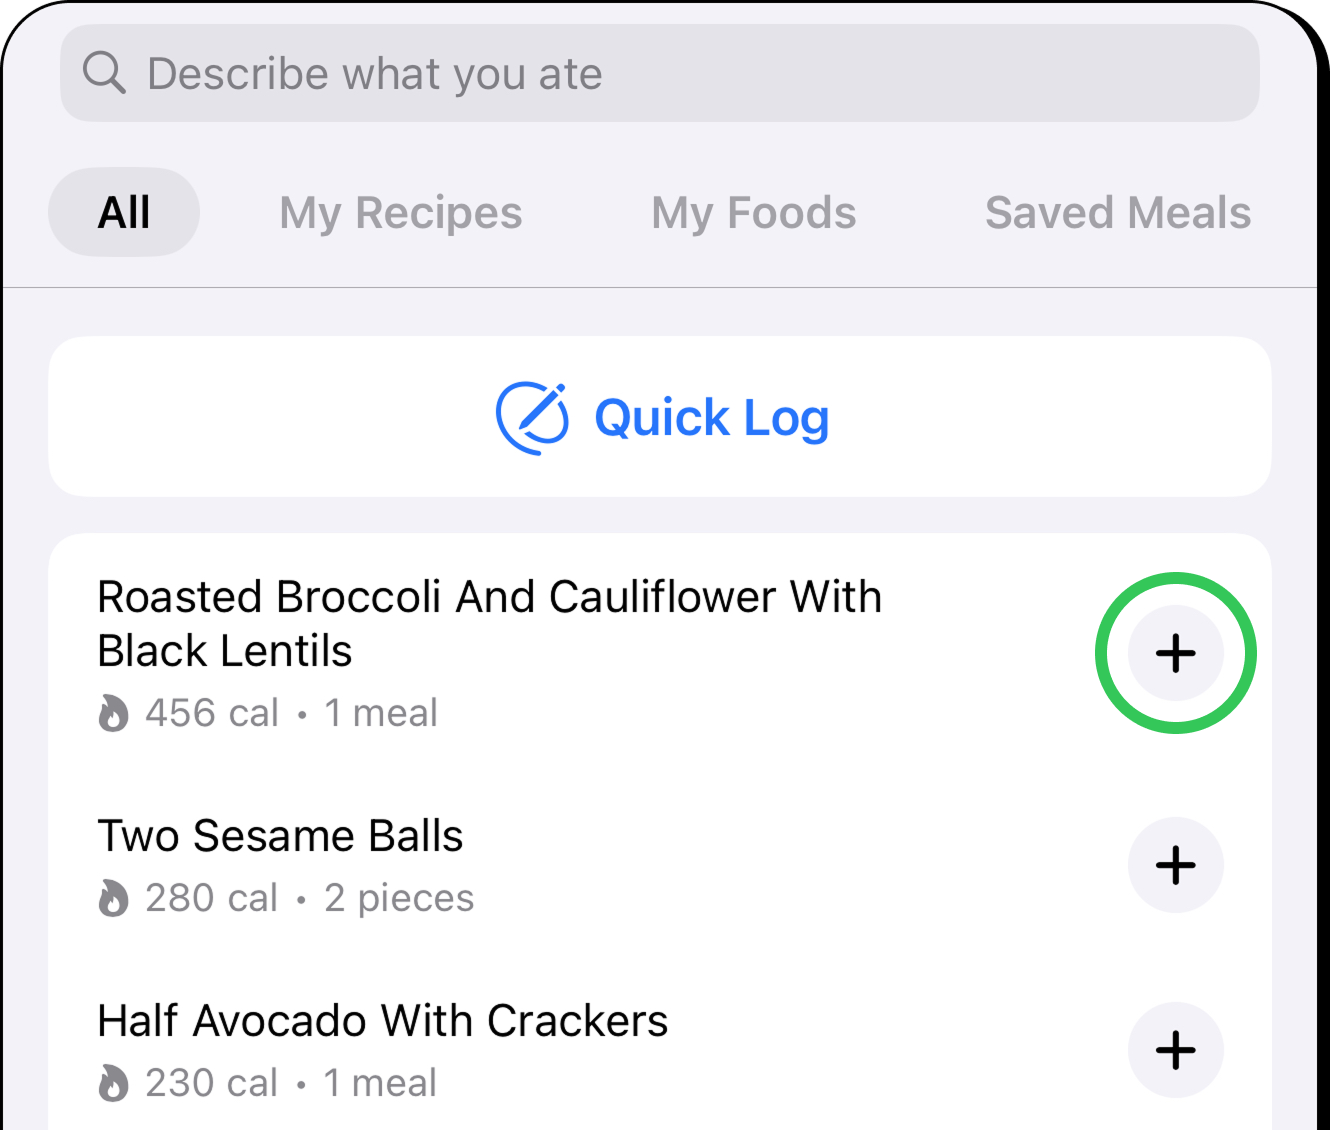 Describe what you ate
All My Recipes My Foods Saved Meals
Quick Log
Roasted Broccoli And Cauliflower With
Black Lentils
456 cal • 1 meal
Two Sesame Balls
280 cal • 2 pieces
Half Avocado With Crackers
230 cal • 1 meal